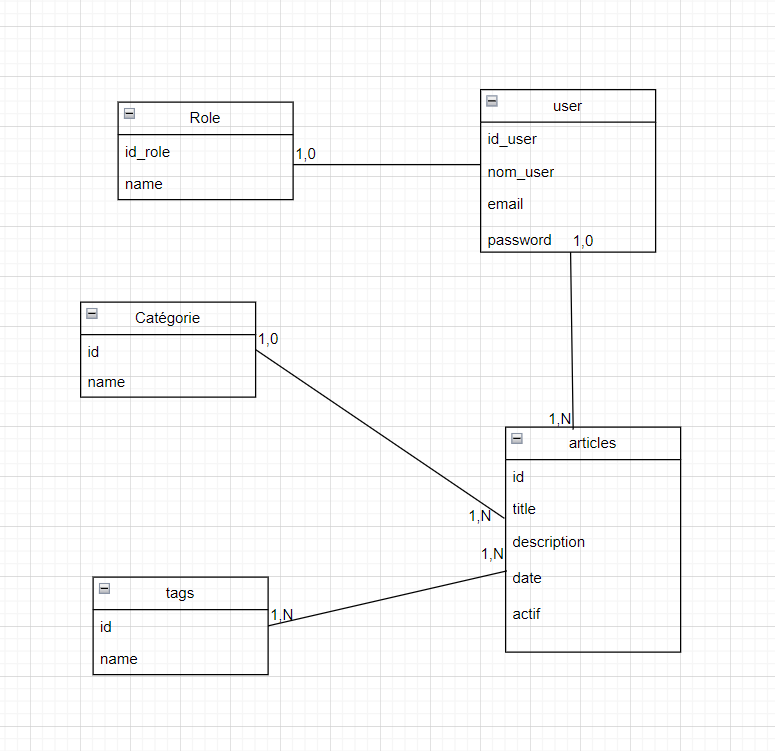 Role
id_role
name
1,0
user
id_user
nom_user
email
password
1,0
Catégorie
id
name
1,0
1,N
articles
id
title
description
date
actif
1,N
1,N
tags
id
name
1,N